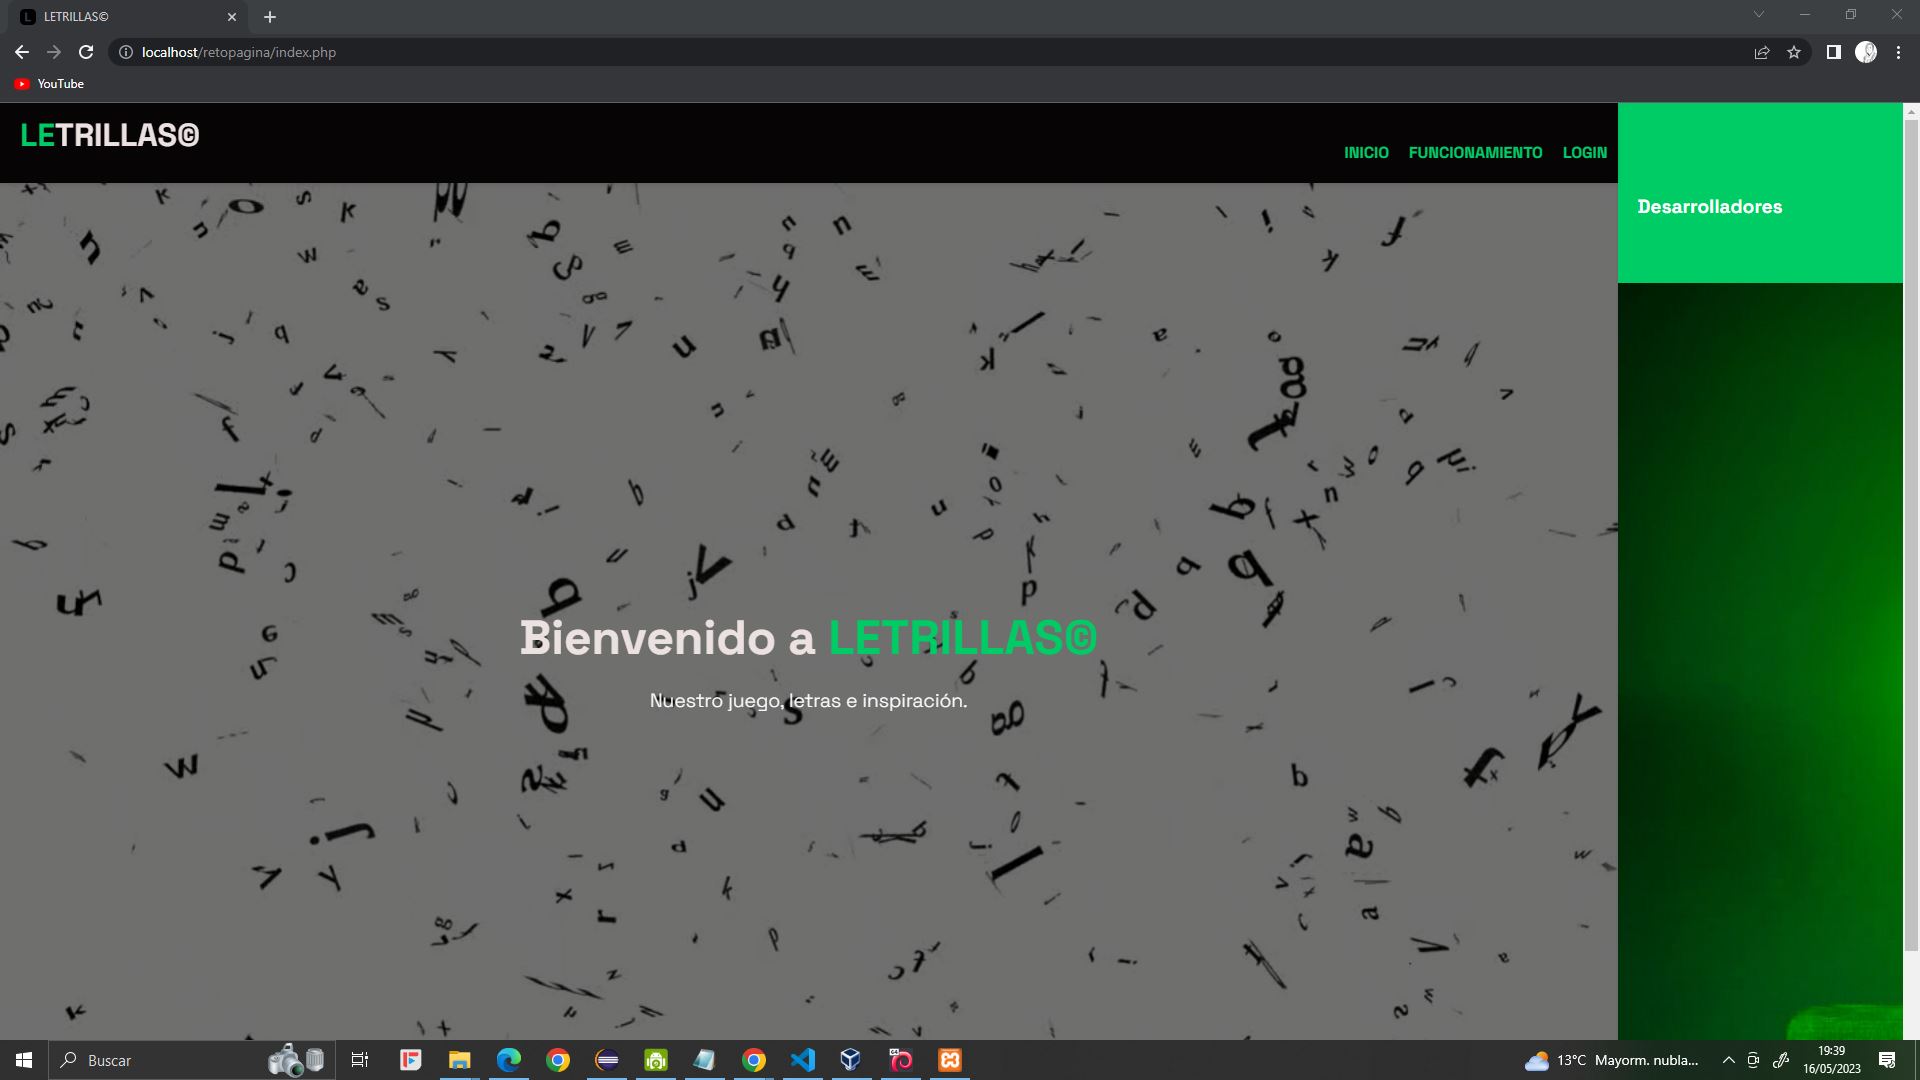 LETRILLAS©
localhost/retopagina/index.php
YouTube
LETRILLAS©
INICIO FUNCIONAMIENTO LOGIN
Desarrolladores
Bienvenido a LETRILLAS©
Nuestro juego, letras e inspiración.
Buscar
13°C Mayorm. nubla...
19:39
16/05/2023